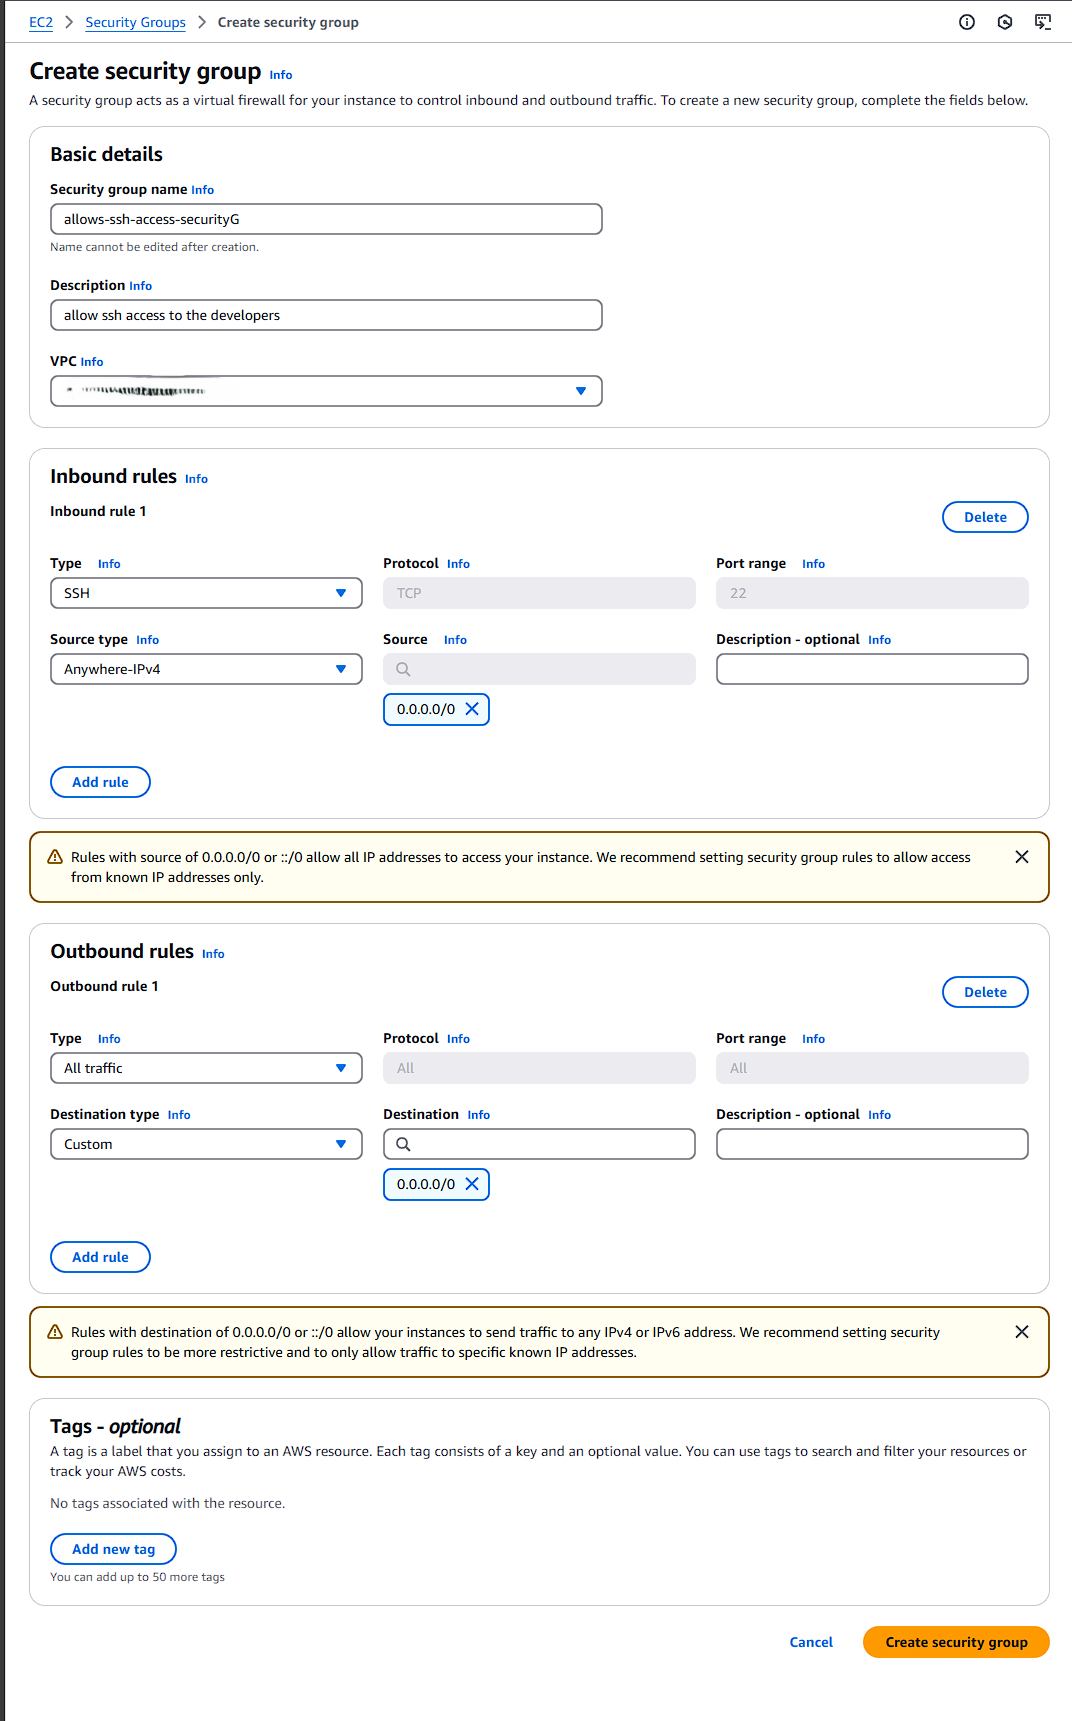 EC2 > Security Groups > Create security group
Create security group Info
A security group acts as a virtual firewall for your instance to control inbound and outbound traffic. To create a new security group, complete the fields below.
Basic details
Security group name Info
allows-ssh-access-securityG
Name cannot be edited after creation.
Description Info
allow ssh access to the developers
VPC Info
Inbound rules Info
Inbound rule 1
Delete
Type Info
Protocol Info
Port range Info
SSH
TCP
22
Source type Info
Source Info
Description - optional Info
Anywhere-IPv4
0.0.0.0/0
Add rule
Rules with source of 0.0.0.0/0 or ::/0 allow all IP addresses to access your instance. We recommend setting security group rules to allow access
from known IP addresses only.
Outbound rules Info
Outbound rule 1
Delete
Type Info
Protocol Info
Port range Info
All traffic
All
All
Destination type Info
Destination Info
Description - optional Info
Custom
0.0.0.0/0
Add rule
Rules with destination of 0.0.0.0/0 or ::/0 allow your instances to send traffic to any IPv4 or IPv6 address. We recommend setting security
group rules to be more restrictive and to only allow traffic to specific known IP addresses.
Tags - optional
A tag is a label that you assign to an AWS resource. Each tag consists of a key and an optional value. You can use tags to search and filter your resources or
track your AWS costs.
No tags associated with the resource.
Add new tag
You can add up to 50 more tags
Cancel
Create security group